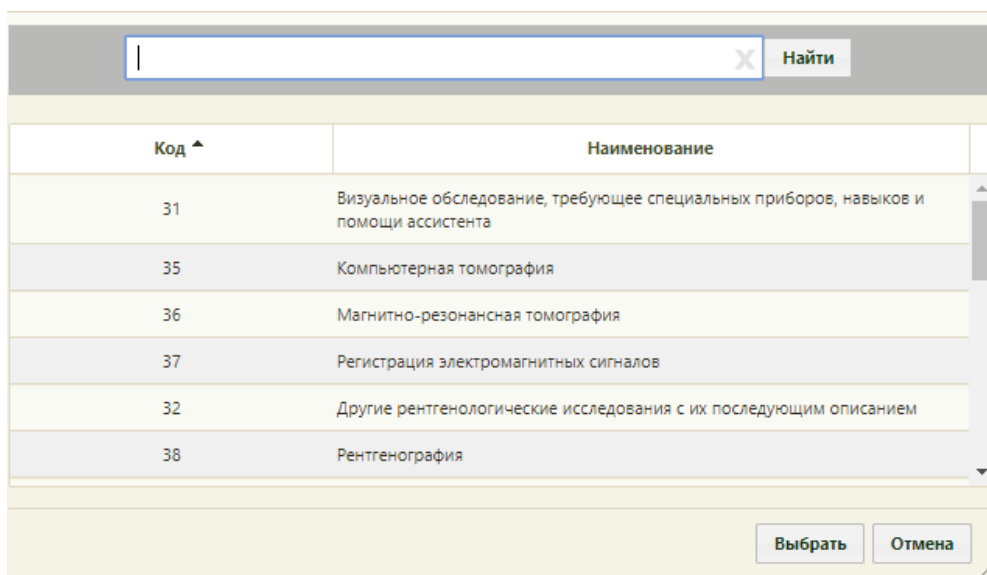 Найти
Код Наименование
31 Визуальное обследование, требующее специальных приборов, навыков и
помощи ассистента
35 Компьютерная томография
36 Магнитно-резонансная томография
37 Регистрация электромагнитных сигналов
32 Другие рентгенологические исследования с их последующим описанием
38 Рентгенография
Выбрать Отмена